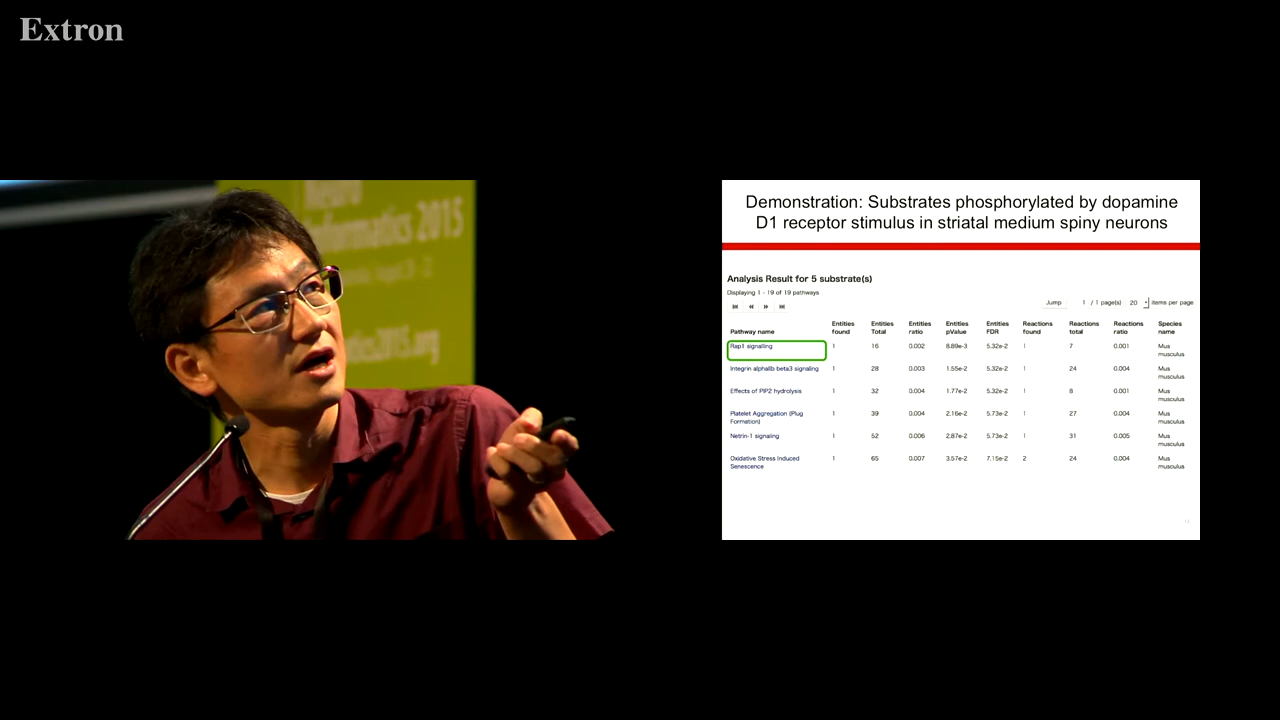 Extron
Neuro
informatics 2015
Demonstration: Substrates phosphorylated by dopamine
D1 receptor stimulus in striatal medium spiny neurons
Analysis Result for 5 substrate(s)
Displaying 1 - 19 of 19 pathways
Jump 1 / 1 page(s) 20 items per page
Pathway name Entities found Entities Total Entities ratio Entities pValue Entities FDR Reactions found Reactions total Reactions ratio Species name
Rap1 signalling 1 16 0.002 8.89e-3 5.32e-2 1 7 0.001 Mus musculus
Integrin alphaIIb beta3 signaling 1 28 0.003 1.55e-2 5.32e-2 1 24 0.004 Mus musculus
Effects of PIP2 hydrolysis 1 32 0.004 1.77e-2 5.32e-2 1 8 0.001 Mus musculus
Platelet Aggregation (Plug Formation) 1 39 0.004 2.16e-2 5.73e-2 1 27 0.004 Mus musculus
Netrin-1 signaling 1 52 0.006 2.87e-2 5.73e-2 1 31 0.005 Mus musculus
Oxidative Stress Induced Senescence 1 65 0.007 3.57e-2 7.15e-2 2 24 0.004 Mus musculus